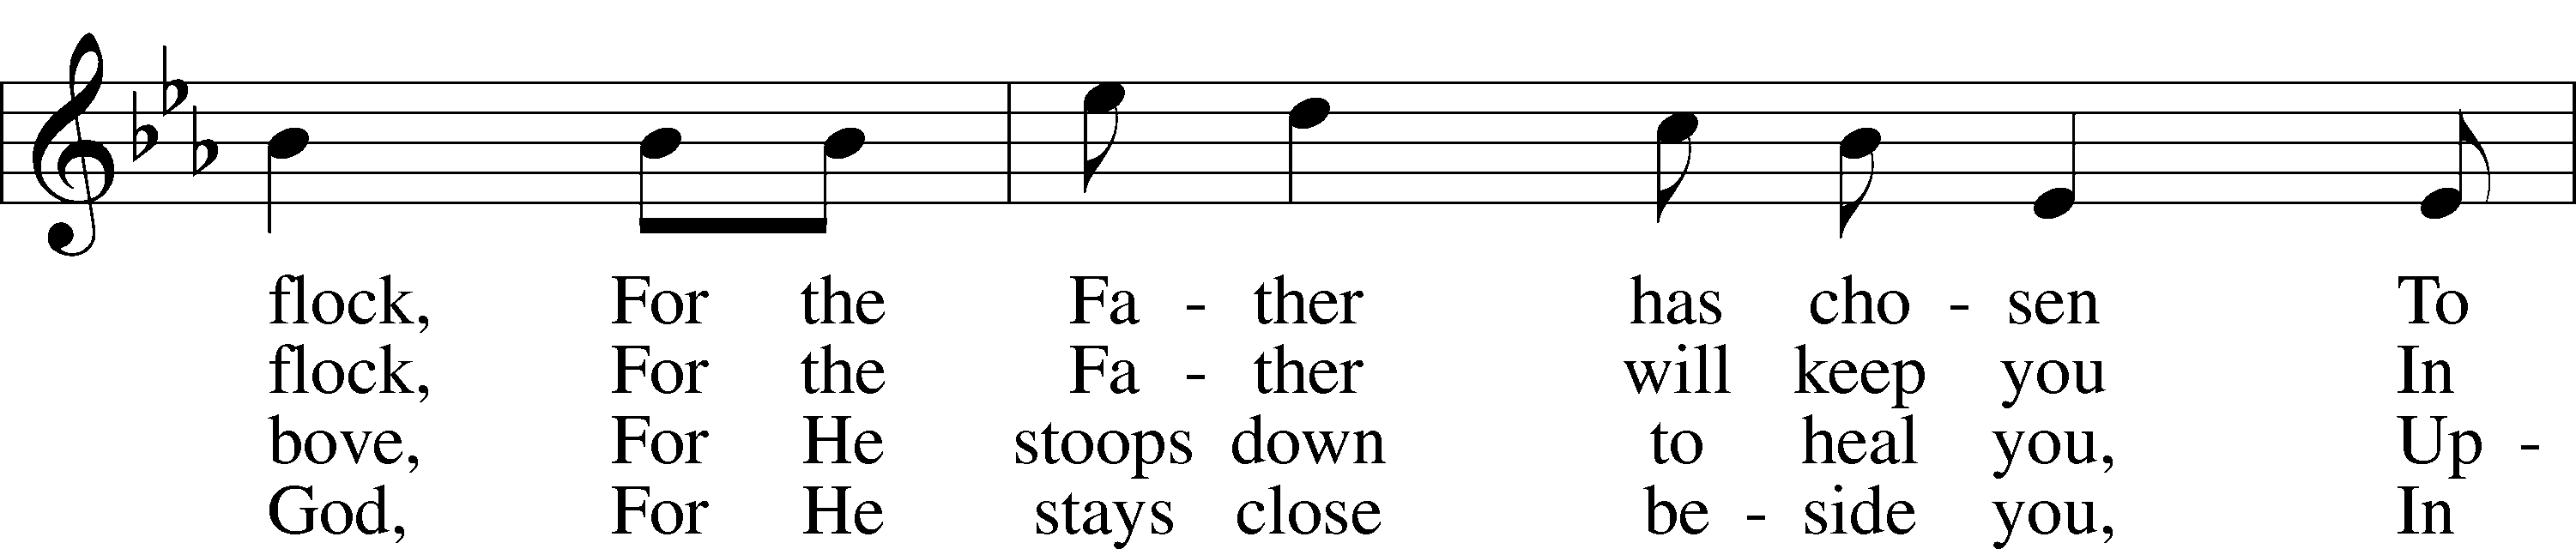 flock, For the Fa - ther has cho - sen To
flock, For the Fa - ther will keep you In
bove, For He stoops down to heal you, Up -
God, For He stays close be - side you, In